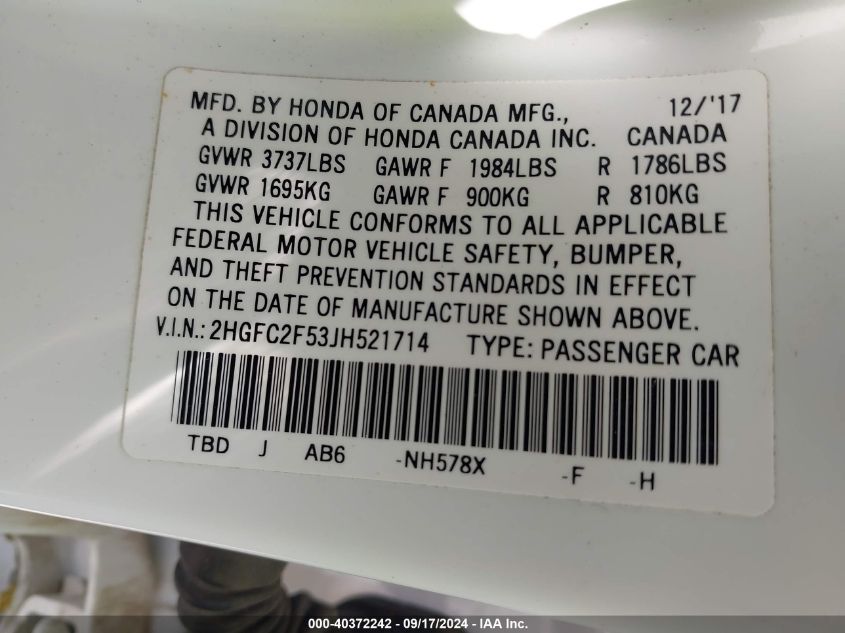 MFD. BY HONDA OF CANADA MFG., 12/'17
A DIVISION OF HONDA CANADA INC. CANADA
GVWR 3737LBS GAWR F 1984LBS R 1786LBS
GVWR 1695KG GAWR F 900KG R 810KG
THIS VEHICLE CONFORMS TO ALL APPLICABLE
FEDERAL MOTOR VEHICLE SAFETY, BUMPER,
AND THEFT PREVENTION STANDARDS IN EFFECT
ON THE DATE OF MANUFACTURE SHOWN ABOVE.
V.I.N.: 2HGFC2F53JH521714 TYPE: PASSENGER CAR
TBD J AB6 -NH578X -F -H
000-40372242 - 09/17/2024 - IAA Inc.